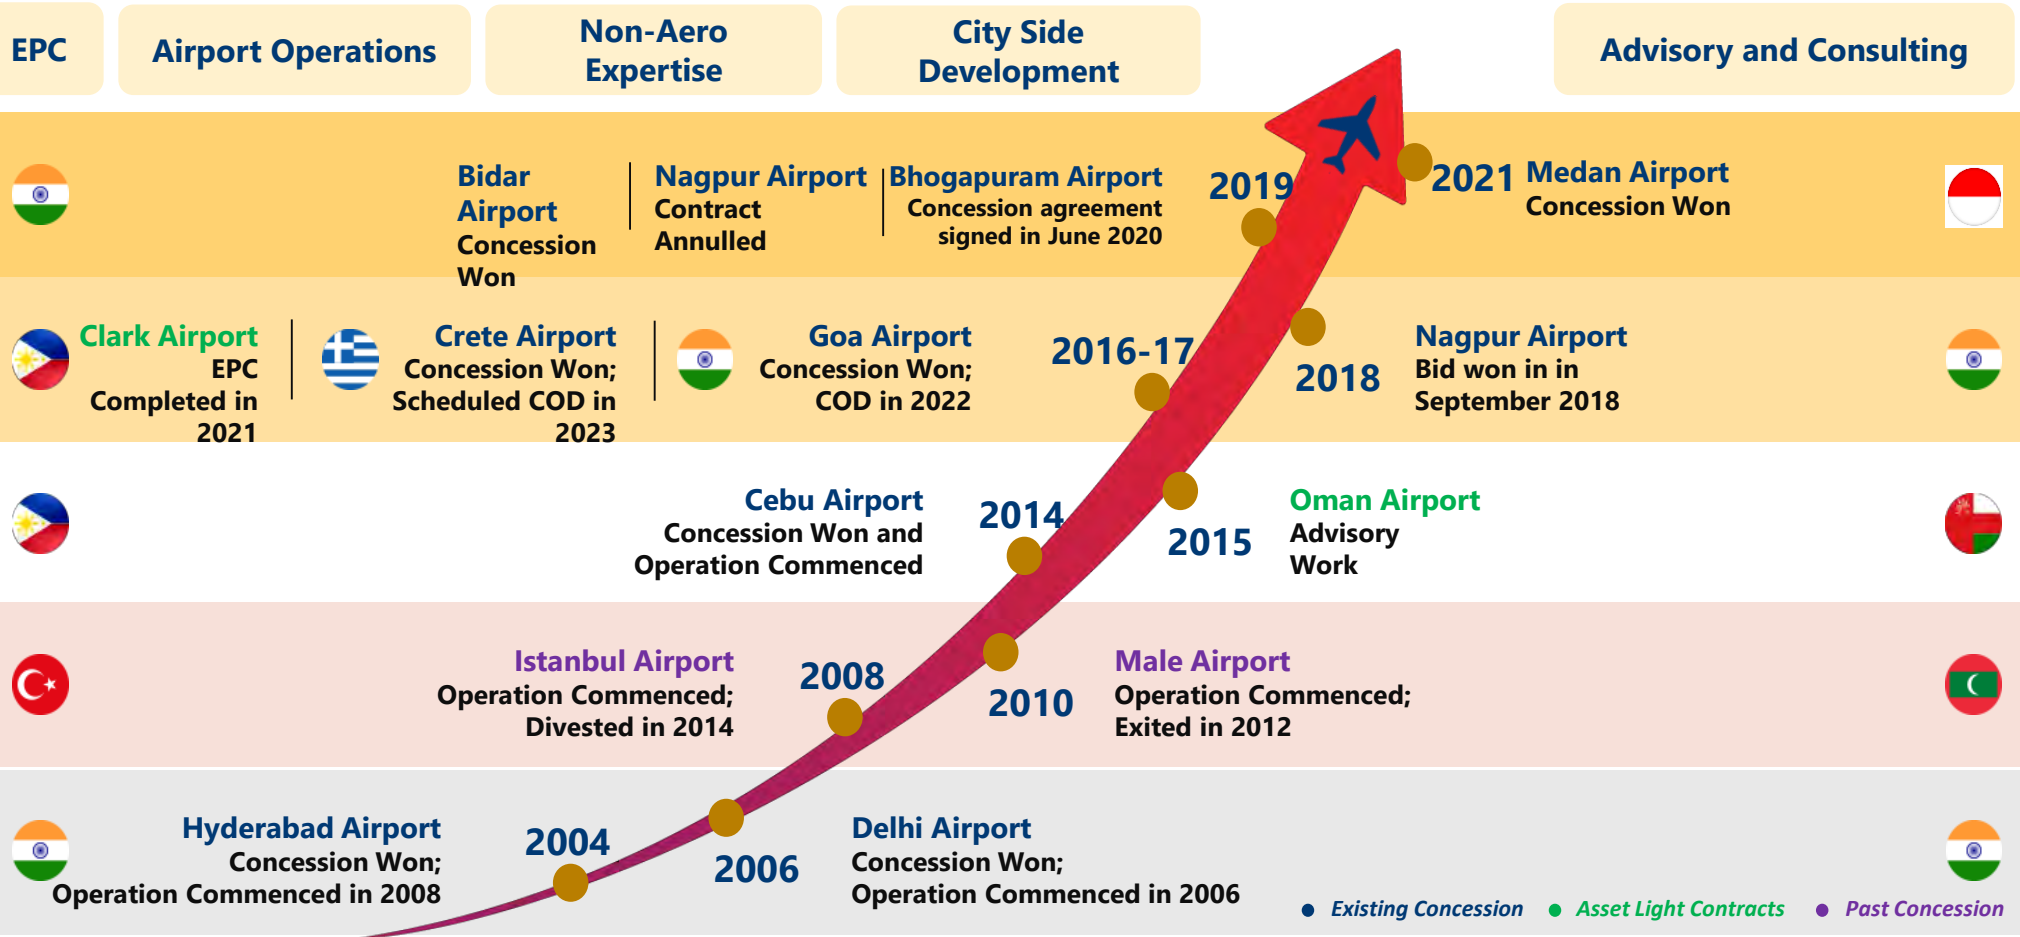 EPC
Airport Operations
Non-Aero
Expertise
City Side
Development
Advisory and Consulting
Bidar
Airport
Concession
Won
Nagpur Airport
Contract
Annulled
Bhogapuram Airport
Concession agreement
signed in June 2020
2019
2021
Medan Airport
Concession Won
Clark Airport
EPC
Completed in
2021
Crete Airport
Concession Won;
Scheduled COD in
2023
Goa Airport
Concession Won;
COD in 2022
2016-17
2018
Nagpur Airport
Bid won in in
September 2018
Cebu Airport
Concession Won and
Operation Commenced
2014
2015
Oman Airport
Advisory
Work
Istanbul Airport
Operation Commenced;
Divested in 2014
2008
2010
Male Airport
Operation Commenced;
Exited in 2012
Hyderabad Airport
Concession Won;
Operation Commenced in 2008
2004
2006
Delhi Airport
Concession Won;
Operation Commenced in 2006
Existing Concession
Asset Light Contracts
Past Concession